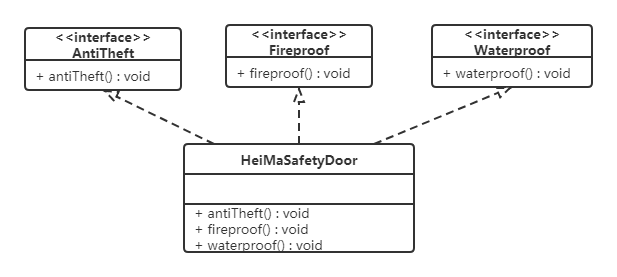 <<interface>>
AntiTheft
+ antiTheft() : void
<<interface>>
Fireproof
+ fireproof() : void
<<interface>>
Waterproof
+ waterproof() : void
HeiMaSafetyDoor
+ antiTheft() : void
+ fireproof() : void
+ waterproof() : void